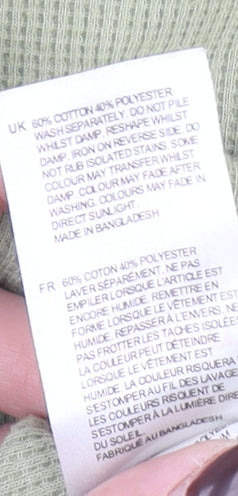 UK 60% COTTON 40% POLYESTER
WASH SEPARATELY. DO NOT PILE
WHILST DAMP. RESHAPE WHILST
DAMP. IRON ON REVERSE SIDE. DO
NOT RUB ISOLATED STAINS. SOME
COLOUR MAY TRANSFER WHILST
DAMP. COLOUR MAY FADE AFTER
WASHING. COLOURS MAY FADE IN
DIRECT SUNLIGHT.
MADE IN BANGLADESH
FR 60% COTON 40% POLYESTER
LAVER SÉPARÉMENT. NE PAS
EMPILER LORSQUE L'ARTICLE EST
ENCORE HUMIDE. REMETTRE EN
FORME LORSQUE LE VÊTEMENT EST
HUMIDE. REPASSER À L'ENVERS. NE
PAS FROTTER LES TACHES ISOLÉES
LA COULEUR PEUT DÉTEINDRE
LORSQUE LE VÊTEMENT EST
HUMIDE. LA COULEUR RISQUERA
S'ESTOMPER AU FIL DES LAVAGE
LES COULEURS RISQUENT DE
S'ESTOMPER À LA LUMIÈRE DIRE
DU SOLEIL.
FABRIQUÉ AU BANGLADESH